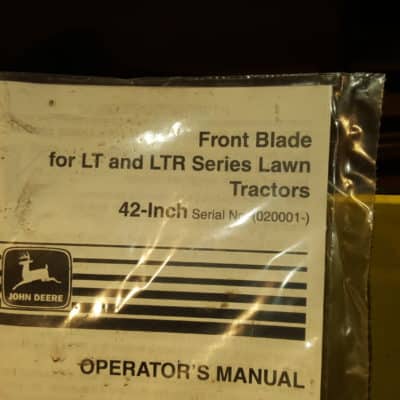 Front Blade
for LT and LTR Series Lawn
Tractors
42-Inch Serial No. (020001-)
JOHN DEERE
OPERATOR'S MANUAL